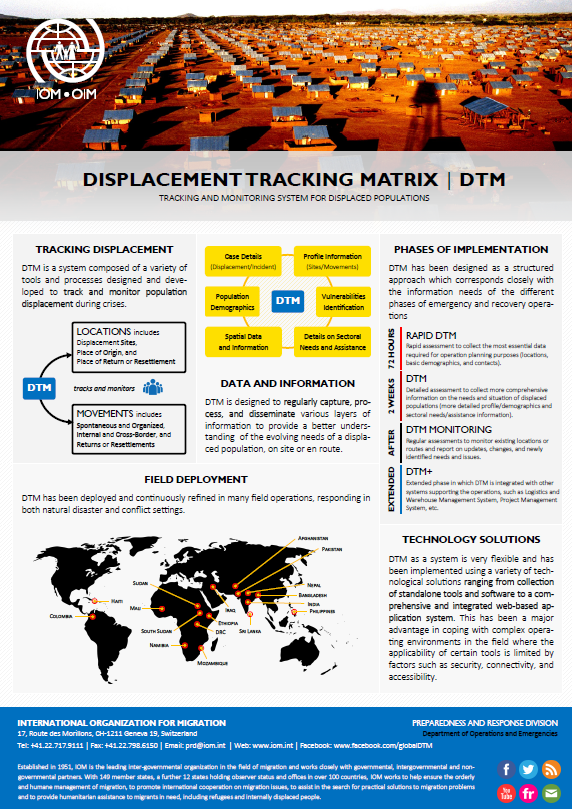 IOM • OIM
DISPLACEMENT TRACKING MATRIX | DTM
TRACKING AND MONITORING SYSTEM FOR DISPLACED POPULATIONS
TRACKING DISPLACEMENT
DTM is a system composed of a variety of
tools and processes designed and deve-
loped to track and monitor population
displacement during crises.
LOCATIONS includes
Displacement Sites,
Place of Origin, and
Place of Return or Resettlement
DTM
tracks and monitors
MOVEMENTS includes
Spontaneous and Organized,
Internal and Cross-Border, and
Returns or Resettlements
Case Details
(Displacement/Incident)
Profile Information
(Sites/Movements)
Population
Demographics
DTM
Vulnerabilities
Identification
Spatial Data
and Information
Details on Sectoral
Needs and Assistance
DATA AND INFORMATION
DTM is designed to regularly capture, pro-
cess, and disseminate various layers of
information to provide a better unders-
tanding of the evolving needs of a displa-
ced population, on site or en route.
PHASES OF IMPLEMENTATION
DTM has been designed as a structured
approach which corresponds closely with
the information needs of the different
phases of emergency and recovery opera-
tions
72 HOURS
RAPID DTM
Rapid assessment to collect the most essential data
required for operation planning purposes (locations,
basic demographics, and contacts).
2 WEEKS
DTM
Detailed assessment to collect more comprehensive
information on the needs and situation of displaced
populations (more detailed profile/demographics and
sectoral needs/assistance information).
AFTER
DTM MONITORING
Regular assessments to monitor existing locations or
routes and report on updates, changes, and newly
identified needs and issues.
EXTENDED
DTM+
Extended phase in which DTM is integrated with other
systems supporting the operations, such as Logistics and
Warehouse Management System, Project Management
System, etc.
FIELD DEPLOYMENT
DTM has been deployed and continuously refined in many field operations, responding in
both natural disaster and conflict settings.
AFGHANISTAN
PAKISTAN
SUDAN
NEPAL
BANGLADESH
HAITI
INDIA
MALI
IRAQ
PHILIPPINES
COLOMBIA
ETHIOPIA
SOUTH SUDAN
DRC
SRI LANKA
NAMIBIA
MOZAMBIQUE
TECHNOLOGY SOLUTIONS
DTM as a system is very flexible and has
been implemented using a variety of tech-
nological solutions ranging from collection
of standalone tools and software to a com-
prehensive and integrated web-based ap-
plication system. This has been a major
advantage in coping with complex opera-
ting environments in the field where the
applicability of certain tools is limited by
factors such as security, connectivity, and
accessibility.
INTERNATIONAL ORGANIZATION FOR MIGRATION
17, Route des Morillons, CH-1211 Geneva 19, Switzerland
Tel: +41.22.717.9111 | Fax: +41.22.798.6150 | Email: prd@iom.int | Web: www.iom.int | Facebook: www.facebook.com/globalDTM
PREPAREDNESS AND RESPONSE DIVISION
Department of Operations and Emergencies
Established in 1951, IOM is the leading inter-governmental organization in the field of migration and works closely with governmental, intergovernmental and non-
governmental partners. With 149 member states, a further 12 states holding observer status and offices in over 100 countries, IOM works to help ensure the orderly
and humane management of migration, to promote international cooperation on migration issues, to assist in the search for practical solutions to migration problems
and to provide humanitarian assistance to migrants in need, including refugees and internally displaced people.
You
Tube
fr